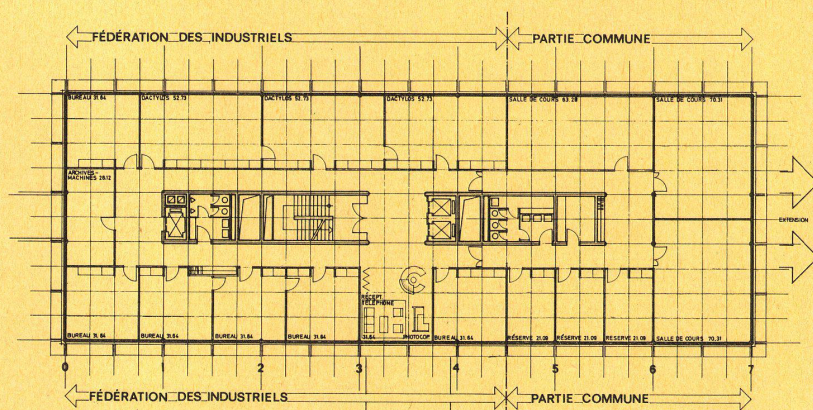 FÉDÉRATION DES INDUSTRIELS PARTIE COMMUNE
BUREAU 31.64 DACTYLOS 52.73 DACTYLOS 52.73 DACTYLOS 52.73 SALLE DE COURS 63.28 SALLE DE COURS 70.31
ARCHIVES-
MACHINES 28.12
EXTENSION
RECEPT.
TÉLÉPHONE
BUREAU 31.64 BUREAU 31.64 BUREAU 31.64 BUREAU 31.64 31.64 PHOTOCOP BUREAU 31.64 RÉSERVE 21.09 RÉSERVE 21.09 RESERVE 21.09 SALLE DE COURS 70.31
0 1 2 3 4 5 6 7
FÉDÉRATION DES INDUSTRIELS PARTIE COMMUNE